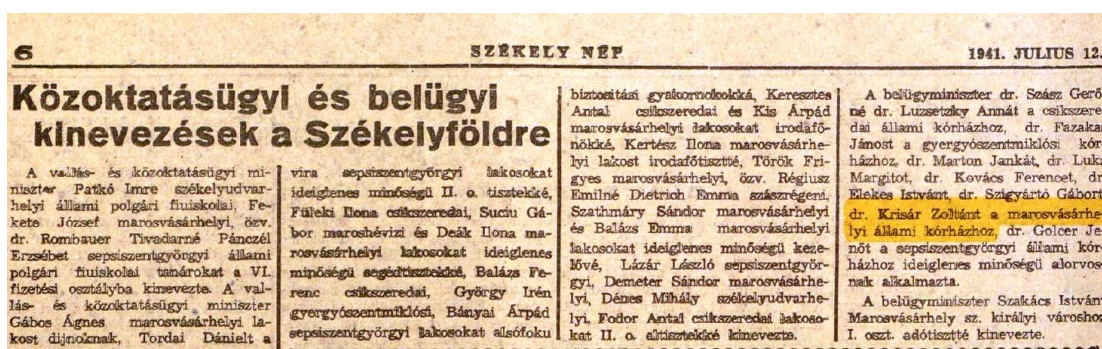 6
SZÉKELY NÉP
1941. JULIUS 12.
Közoktatásügyi és belügyi
kinevezések a Székelyföldre
A vallás- és közoktatásügyi mi-
niszter Patkó Imre székelyudvar-
helyi állami polgári fiuiskolai, Fe-
kete József marosvásárhelyi, özv.
dr. Rombauer Tivadarné Pánczél
Erzsébet sepsiszentgyörgyi állami
polgári fiuiskolai tanárokat a VI.
fizetési osztályba kinevezte. A val-
lás- és közoktatásügyi miniszter
Gábos Ágnes marosvásárhelyi la-
kost dijnoknak, Tordai Dánielt a
vira sepsiszentgyörgyi lakosokat
ideiglenes minőségü II. o. tisztekké,
Füleki Ilona csikszeredai, Suciu Gá-
bor maroshévizi és Deák Ilona ma-
rosvásárhelyi lakosokat ideiglenes
minőségü segédtisztekké, Balázs Fe-
renc csikszeredai, György Irén
gyergyószentmiklósi, Bányai Árpád
sepsiszentgyörgyi lakosokat alsófoku
biztositási gyakornokokká, Keresztes
Antal csikszeredai és Kis Árpád
marosvásárhelyi lakosokat irodafő-
nökké, Kertész Ilona marosvásárhe-
lyi lakost irodafőtisztté, Török Fri-
gyes marosvásárhelyi, özv. Régiusz
Emilné Dietrich Emma szászrégeni,
Szathmáry Sándor marosvásárhelyi
és Balázs Emma marosvásárhelyi
lakosokat ideiglenes minőségü keze-
lővé, Lázár László sepsiszentgyör-
gyi, Demeter Sándor marosvásárhe-
lyi, Dénes Mihály székelyudvarhe-
lyi, Fodor Antal csikszeredai lakoso-
kat II. o. altisztekké kinevezte.
A belügyminiszter dr. Szász Gerő
né dr. Luzsetzky Annát a csikszere-
dai állami kórházhoz, dr. Fazakas
Jánost a gyergyószentmiklósi kór-
házhoz, dr. Marton Jankát, dr. Luka
Margitot, dr. Kovács Ferencet, dr.
Elekes Istvánt, dr. Szigyártó Gábort
dr. Krisár Zoltánt a marosvásárhe-
lyi állami kórházhoz, dr. Golcer Je-
nőt a sepsiszentgyörgyi állami kór-
házhoz ideiglenes minőségü alorvos-
nak alkalmazta.
A belügyminiszter Szakács István
Marosvásárhely sz. királyi városhoz
I. oszt. adótisztté kinevezte.